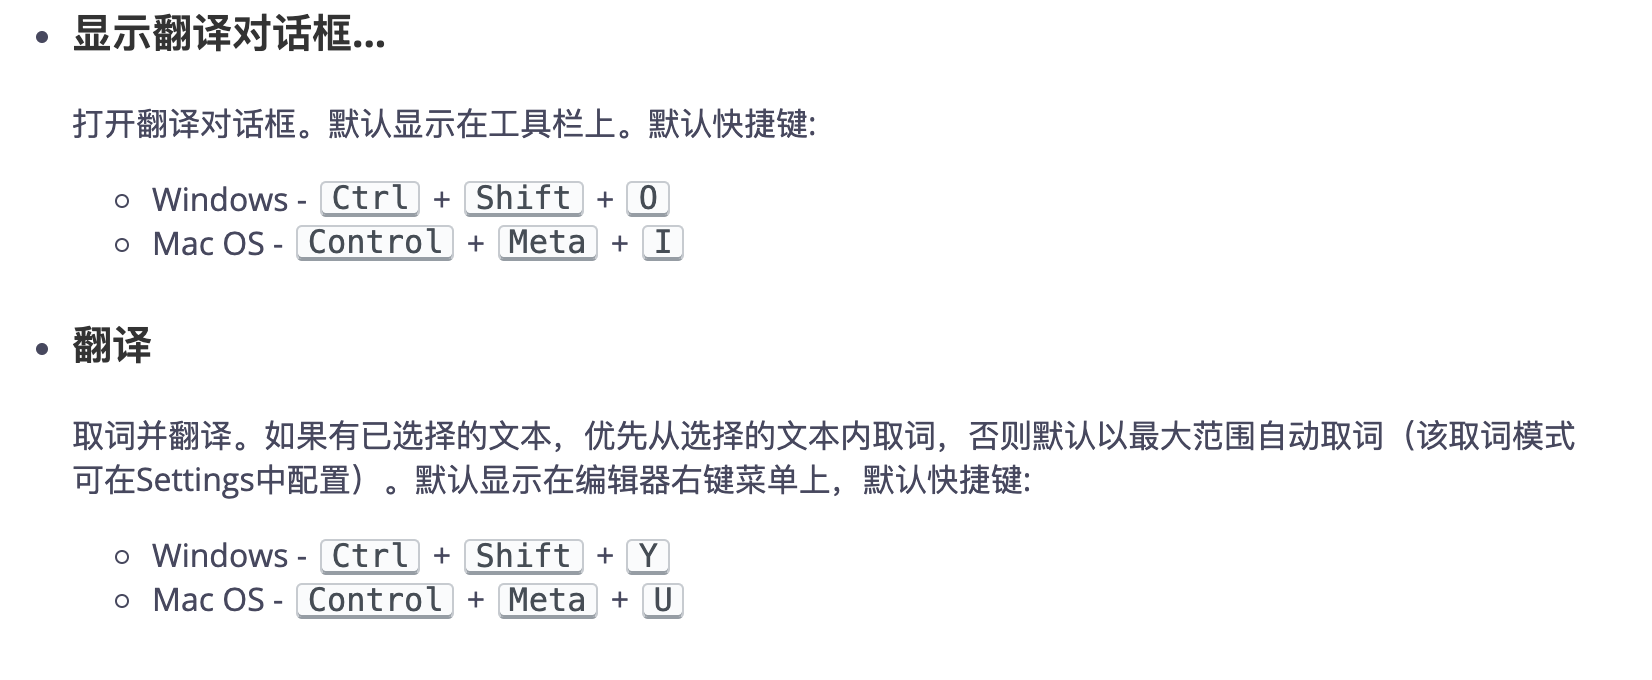 显示翻译对话框...
打开翻译对话框。默认显示在工具栏上。默认快捷键:
Windows - Ctrl + Shift + O
Mac OS - Control + Meta + I
翻译
取词并翻译。如果有已选择的文本，优先从选择的文本内取词，否则默认以最大范围自动取词（该取词模式
可在Settings中配置）。默认显示在编辑器右键菜单上，默认快捷键:
Windows - Ctrl + Shift + Y
Mac OS - Control + Meta + U